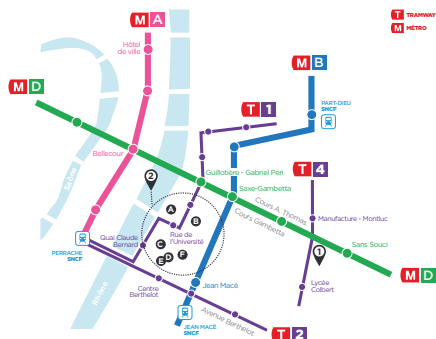 M A
T TRAMWAY
M MÉTRO
Hôtel
de ville
M B
M D
PART-DIEU
SNCF
T 1
Bellecour
T 4
Saône
2
Guillotière - Gabriel Péri
Saxe-Gambetta
A
B
Cours A. Thomas
Cours Gambetta
Manufacture - Montluc
Quai Claude
Bernard
Rue de
l'Université
C
E
D
F
Sans Souci
PERRACHE
SNCF
1
M D
Rhône
Centre
Berthelot
Jean Macé
Lycée
Colbert
JEAN MACÉ
SNCF
Avenue Berthelot
T 2